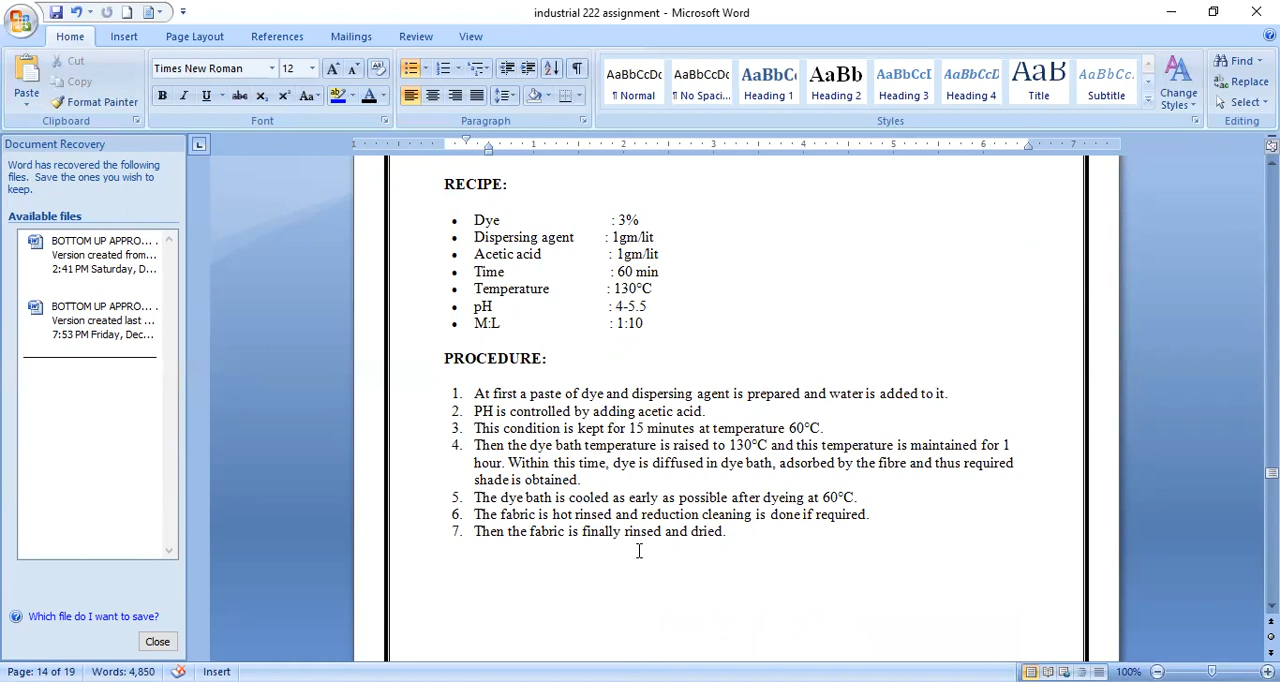 industrial 222 assignment - Microsoft Word
Home Insert Page Layout References Mailings Review View
Paste
Cut
Copy
Format Painter
Clipboard
Times New Roman 12
Font
Paragraph
AaBbCcDc AaBbCcDc AaBbC AaBb AaBbCcI AaBbCcD AaB AaBbCc.
¶ Normal ¶ No Spaci... Heading 1 Heading 2 Heading 3 Heading 4 Title Subtitle
Styles
Change Styles
Find
Replace
Select
Editing
Document Recovery
Word has recovered the following
files. Save the ones you wish to
keep.
Available files
BOTTOM UP APPRO... .
Version created from...
2:41 PM Saturday, D...
BOTTOM UP APPRO... .
Version created last ...
7:53 PM Friday, Dec...
Which file do I want to save?
Close
1 1 2 3 4 5 6 7
RECIPE:
• Dye : 3%
• Dispersing agent : 1gm/lit
• Acetic acid : 1gm/lit
• Time : 60 min
• Temperature : 130°C
• pH : 4-5.5
• M:L : 1:10
PROCEDURE:
1. At first a paste of dye and dispersing agent is prepared and water is added to it.
2. PH is controlled by adding acetic acid.
3. This condition is kept for 15 minutes at temperature 60°C.
4. Then the dye bath temperature is raised to 130°C and this temperature is maintained for 1
hour. Within this time, dye is diffused in dye bath, adsorbed by the fibre and thus required
shade is obtained.
5. The dye bath is cooled as early as possible after dyeing at 60°C.
6. The fabric is hot rinsed and reduction cleaning is done if required.
7. Then the fabric is finally rinsed and dried.
Page: 14 of 19 Words: 4,850 Insert 100%